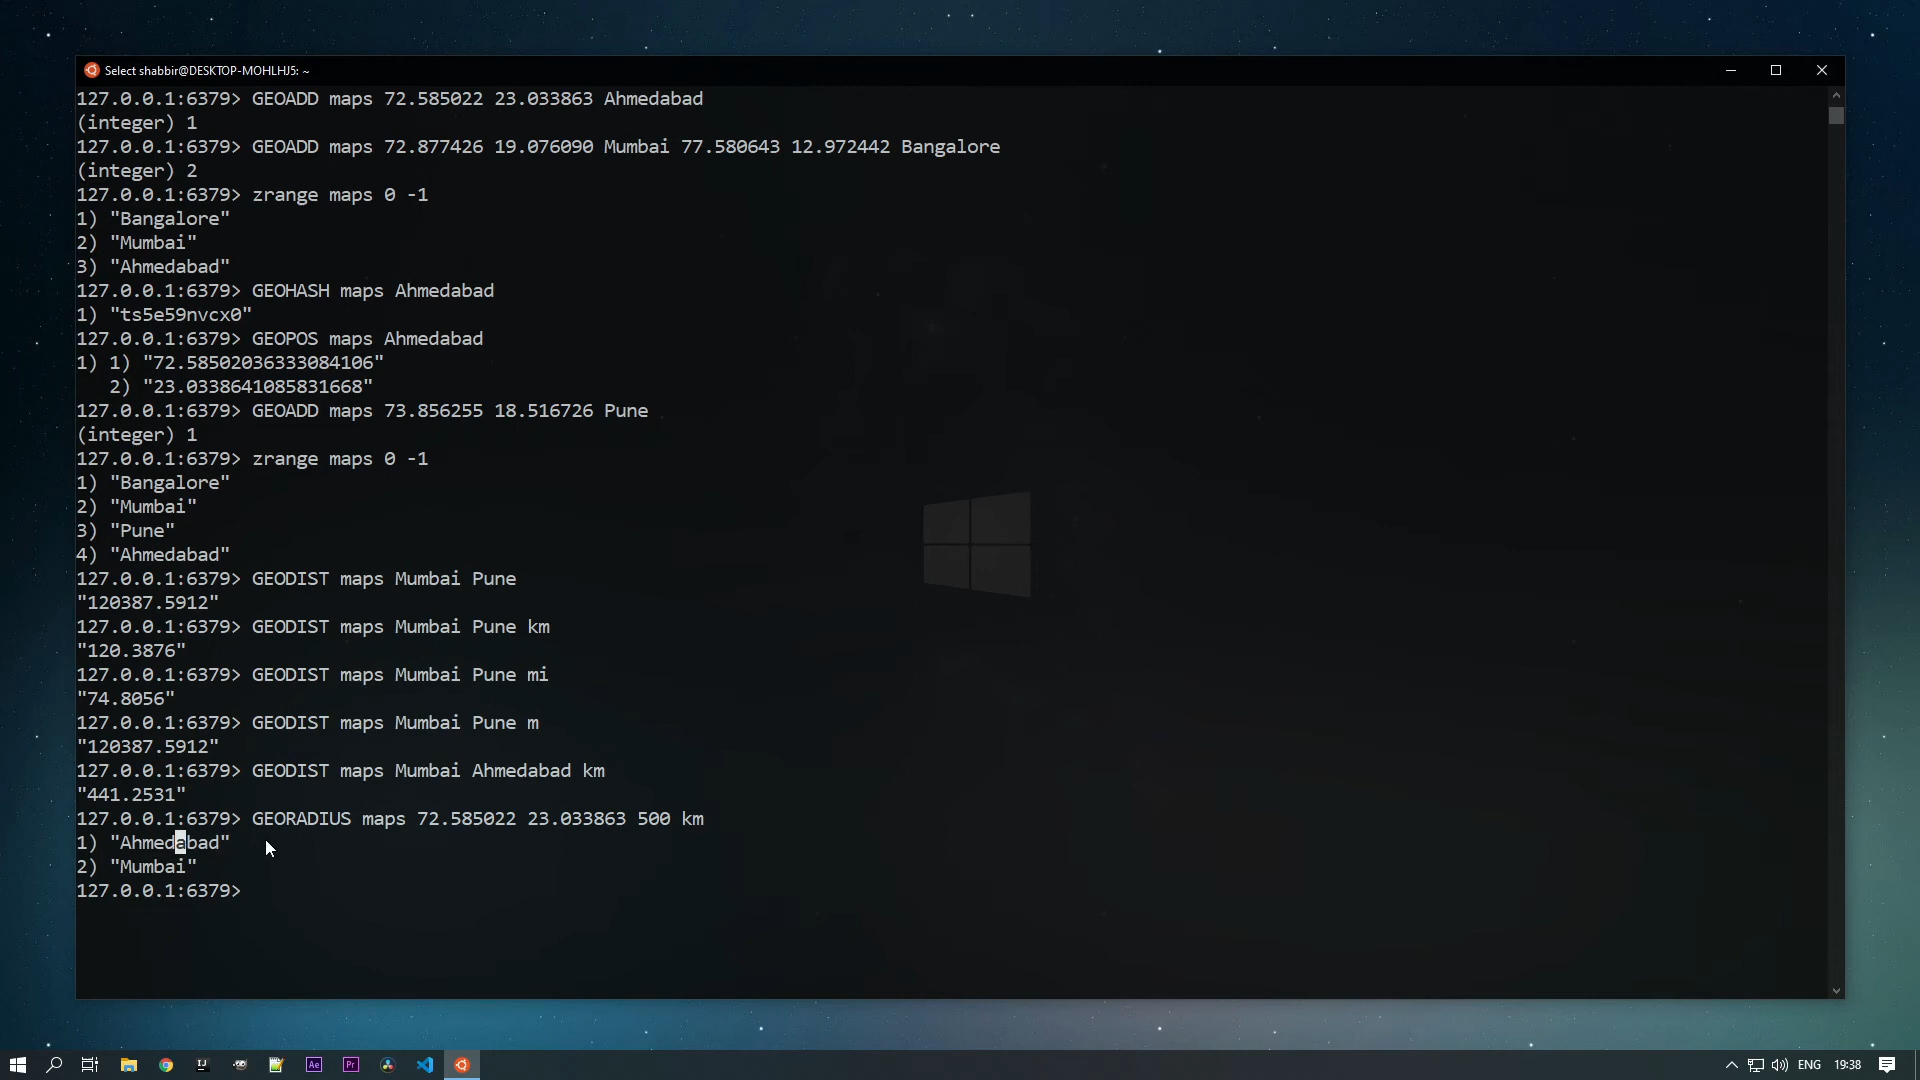 Select shabbir@DESKTOP-MOHLHJ5: ~
127.0.0.1:6379> GEOADD maps 72.585022 23.033863 Ahmedabad
(integer) 1
127.0.0.1:6379> GEOADD maps 72.877426 19.076090 Mumbai 77.580643 12.972442 Bangalore
(integer) 2
127.0.0.1:6379> zrange maps 0 -1
1) "Bangalore"
2) "Mumbai"
3) "Ahmedabad"
127.0.0.1:6379> GEOHASH maps Ahmedabad
1) "ts5e59nvcx0"
127.0.0.1:6379> GEOPOS maps Ahmedabad
1) 1) "72.58502036333084106"
2) "23.0338641085831668"
127.0.0.1:6379> GEOADD maps 73.856255 18.516726 Pune
(integer) 1
127.0.0.1:6379> zrange maps 0 -1
1) "Bangalore"
2) "Mumbai"
3) "Pune"
4) "Ahmedabad"
127.0.0.1:6379> GEODIST maps Mumbai Pune
"120387.5912"
127.0.0.1:6379> GEODIST maps Mumbai Pune km
"120.3876"
127.0.0.1:6379> GEODIST maps Mumbai Pune mi
"74.8056"
127.0.0.1:6379> GEODIST maps Mumbai Pune m
"120387.5912"
127.0.0.1:6379> GEODIST maps Mumbai Ahmedabad km
"441.2531"
127.0.0.1:6379> GEORADIUS maps 72.585022 23.033863 500 km
1) "Ahmedabad"
2) "Mumbai"
127.0.0.1:6379>
IJ Ae Pr ENG 19:38